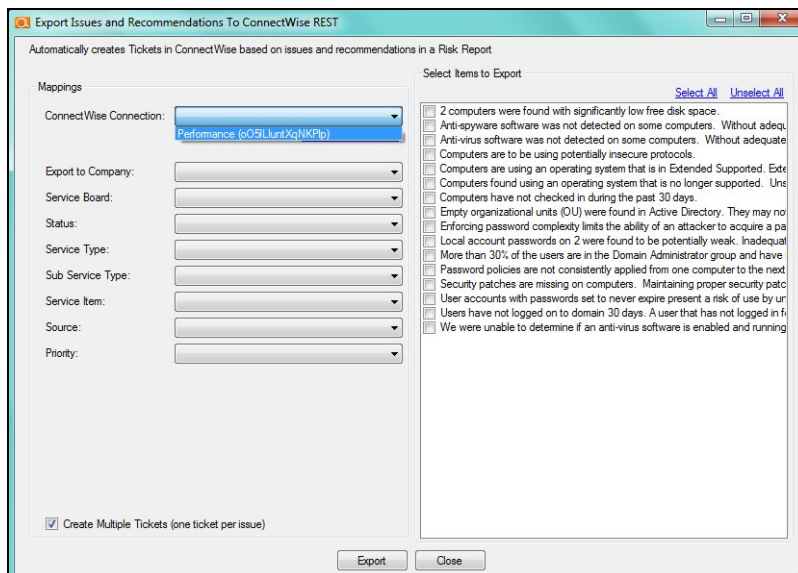 Export Issues and Recommendations To ConnectWise REST
Automatically creates Tickets in ConnectWise based on issues and recommendations in a Risk Report
Mappings
ConnectWise Connection:
Performance
Export to Company:
Service Board:
Status:
Service Type:
Sub Service Type:
Service Item:
Source:
Priority:
Create Multiple Tickets (one ticket per issue)
Select Items to Export
Select All Unselect All
2 computers were found with significantly low free disk space.
Anti-spyware software was not detected on some computers. Without adequ
Anti-virus software was not detected on some computers. Without adequate
Computers are to be using potentially insecure protocols.
Computers are using an operating system that is in Extended Supported. Exte
Computers found using an operating system that is no longer supported. Uns
Computers have not checked in during the past 30 days.
Empty organizational units (OU) were found in Active Directory. They may not
Enforcing password complexity limits the ability of an attacker to acquire a pa
Local account passwords on 2 were found to be potentially weak. Inadequat
More than 30% of the users are in the Domain Administrator group and have
Password policies are not consistently applied from one computer to the next
Security patches are missing on computers. Maintaining proper security patc
User accounts with passwords set to never expire present a risk of use by un
Users have not logged on to domain 30 days. A user that has not logged in f
We were unable to determine if an anti-virus software is enabled and running
Export Close